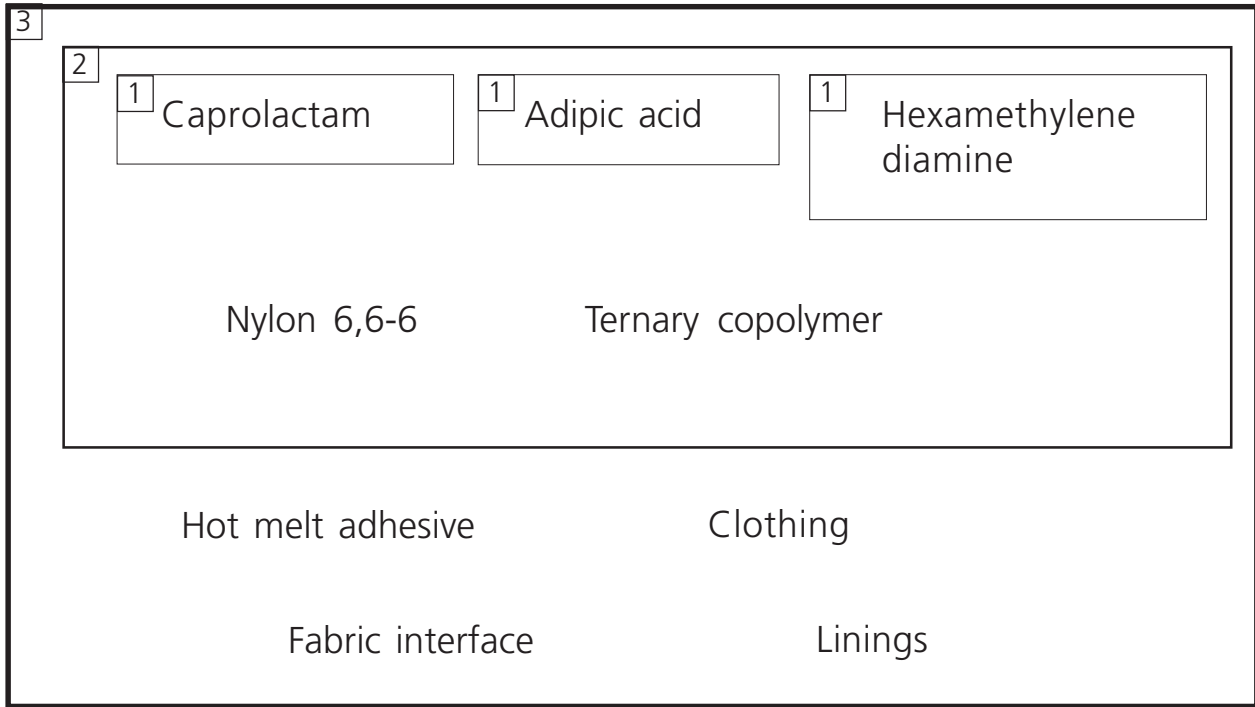 3
2
1 Caprolactam
1 Adipic acid
1 Hexamethylene
diamine
Nylon 6,6-6
Ternary copolymer
Hot melt adhesive
Clothing
Fabric interface
Linings